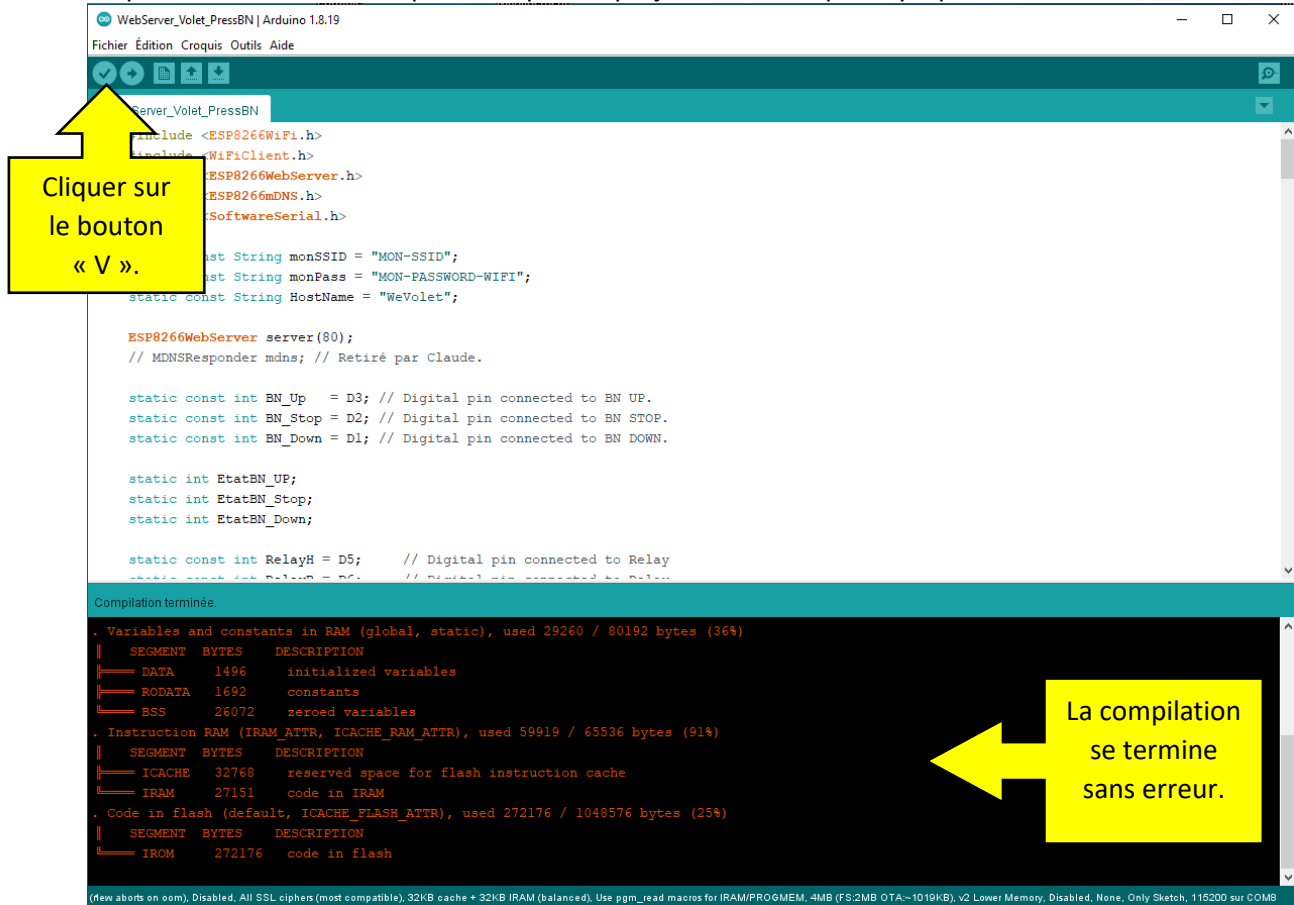 WebServer_Volet_PressBN | Arduino 1.8.19
Fichier Édition Croquis Outils Aide
Server_Volet_PressBN
include <ESP8266WiFi.h>
<WiFiClient.h>
<ESP8266WebServer.h>
<ESP8266mDNS.h>
<SoftwareSerial.h>
Cliquer sur
le bouton
« V ».
String monSSID = "MON-SSID";
String monPass = "MON-PASSWORD-WIFI";
static const String HostName = "WeVolet";
ESP8266WebServer server(80);
// MDNSResponder mdns; // Retiré par Claude.
static const int BN_Up = D3; // Digital pin connected to BN UP.
static const int BN_Stop = D2; // Digital pin connected to BN STOP.
static const int BN_Down = D1; // Digital pin connected to BN DOWN.
static int EtatBN_UP;
static int EtatBN_Stop;
static int EtatBN_Down;
static const int RelayH = D5; // Digital pin connected to Relay
Compilation terminée.
. Variables and constants in RAM (global, static), used 29260 / 80192 bytes (36%)
║ SEGMENT BYTES DESCRIPTION
╠═══ DATA 1496 initialized variables
╠═══ RODATA 1692 constants
╚═══ BSS 26072 zeroed variables
. Instruction RAM (IRAM_ATTR, ICACHE_RAM_ATTR), used 59919 / 65536 bytes (91%)
║ SEGMENT BYTES DESCRIPTION
╠═══ ICACHE 32768 reserved space for flash instruction cache
╚═══ IRAM 27151 code in IRAM
. Code in flash (default, ICACHE_FLASH_ATTR), used 272176 / 1048576 bytes (25%)
║ SEGMENT BYTES DESCRIPTION
╚═══ IROM 272176 code in flash
La compilation
se termine
sans erreur.
aborts on oom), Disabled, All SSL ciphers (most compatible), 32KB cache + 32KB IRAM (balanced), Use pgm_read macros for IRAM/PROGMEM, 4MB (FS:2MB OTA:~1019KB), v2 Lower Memory, Disabled, None, Only Sketch, 115200 sur COM8